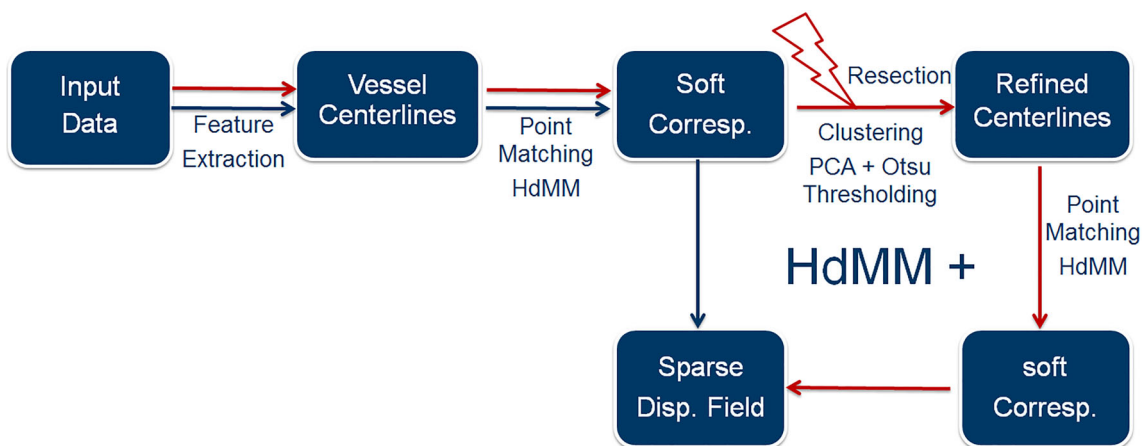 Input
Data
Feature
Extraction
Vessel
Centerlines
Point
Matching
HdMM
Soft
Corresp.
Resection
Clustering
PCA + Otsu
Thresholding
Refined
Centerlines
Point
Matching
HdMM
HdMM +
Sparse
Disp. Field
soft
Corresp.